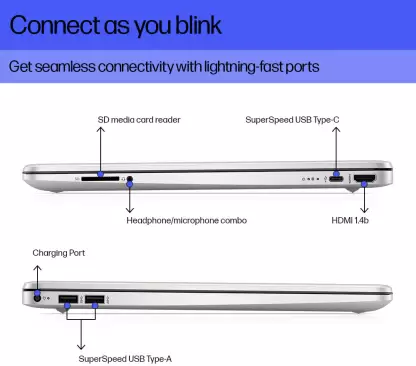 Connect as you blink
Get seamless connectivity with lightning-fast ports
SD media card reader
SuperSpeed USB Type-C
Headphone/microphone combo
HDMI 1.4b
Charging Port
SuperSpeed USB Type-A